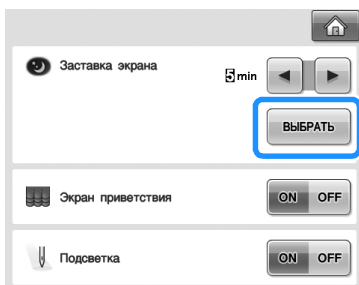 Заставка экрана
5 min
ВЫБРАТЬ
Экран приветствия
ON OFF
Подсветка
ON OFF